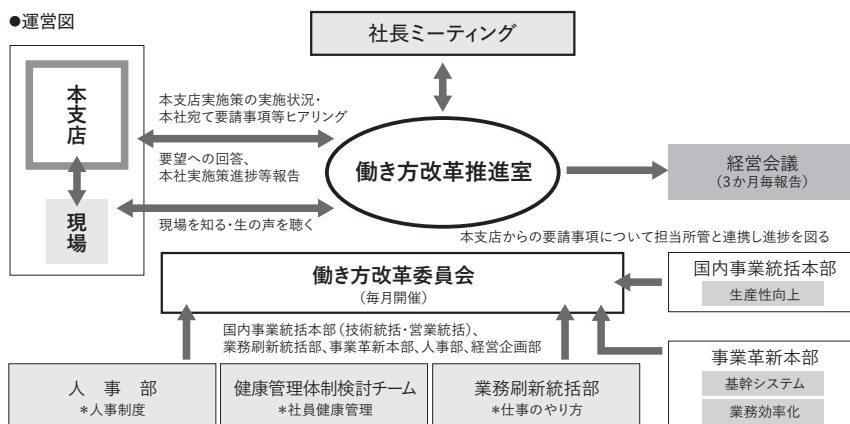 ●運営図
社長ミーティング
本支店
現場
本支店実施策の実施状況・
本社宛て要請事項等ヒアリング
要望への回答、
本社実施策進捗等報告
現場を知る・生の声を聴く
働き方改革推進室
経営会議
（3か月毎報告）
本支店からの要請事項について担当所管と連携し進捗を図る
働き方改革委員会
（毎月開催）
国内事業統括本部
生産性向上
国内事業統括本部（技術統括・営業統括）、
業務刷新統括部、事業革新本部、人事部、経営企画部
事業革新本部
基幹システム
業務効率化
人事部
＊人事制度
健康管理体制検討チーム
＊社員健康管理
業務刷新統括部
＊仕事のやり方